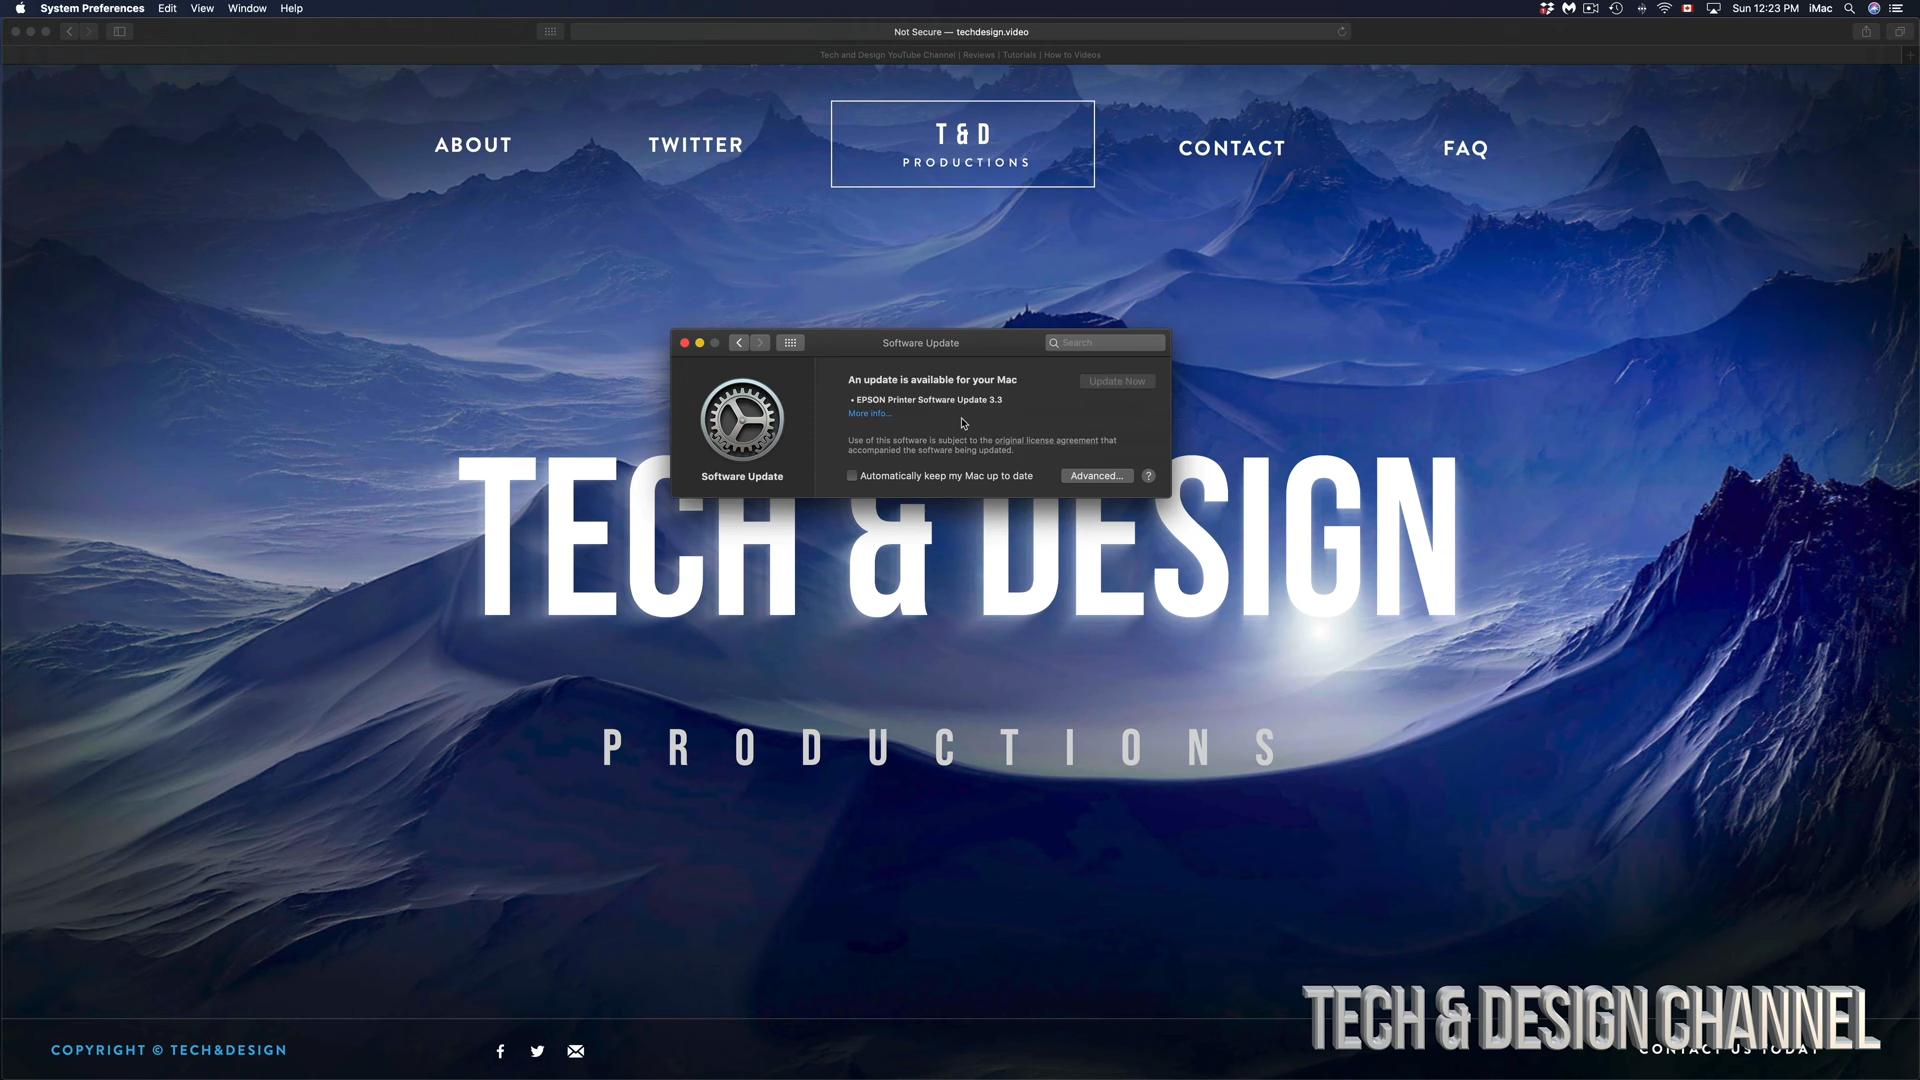 System Preferences Edit View Window Help
Sun 12:23 PM iMac
Not Secure — techdesign.video
Tech and Design YouTube Channel | Reviews | Tutorials | How to Videos
ABOUT TWITTER T & D CONTACT FAQ
PRODUCTIONS
Software Update
Search
An update is available for your Mac
Update Now
• EPSON Printer Software Update 3.3
More info...
Use of this software is subject to the original license agreement that
accompanied the software being updated.
Software Update
Automatically keep my Mac up to date
Advanced...
?
TECH & DESIGN
PRODUCTIONS
TECH & DESIGN CHANNEL
COPYRIGHT © TECH&DESIGN
CONTACT US TODAY